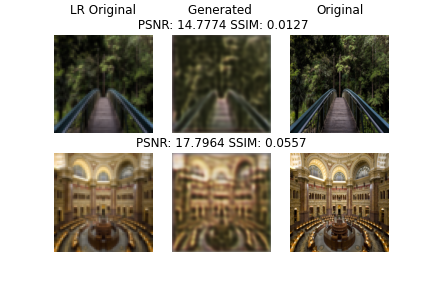 LR Original Generated Original
PSNR: 14.7774 SSIM: 0.0127
PSNR: 17.7964 SSIM: 0.0557